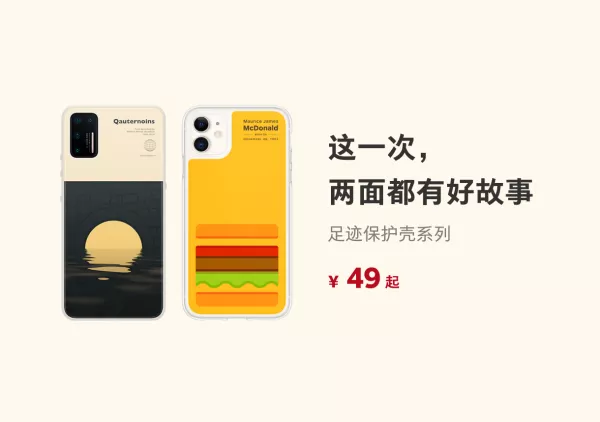 Qauternoins
Maurice James
McDonald
这一次，
两面都有好故事
足迹保护壳系列
¥ 49 起